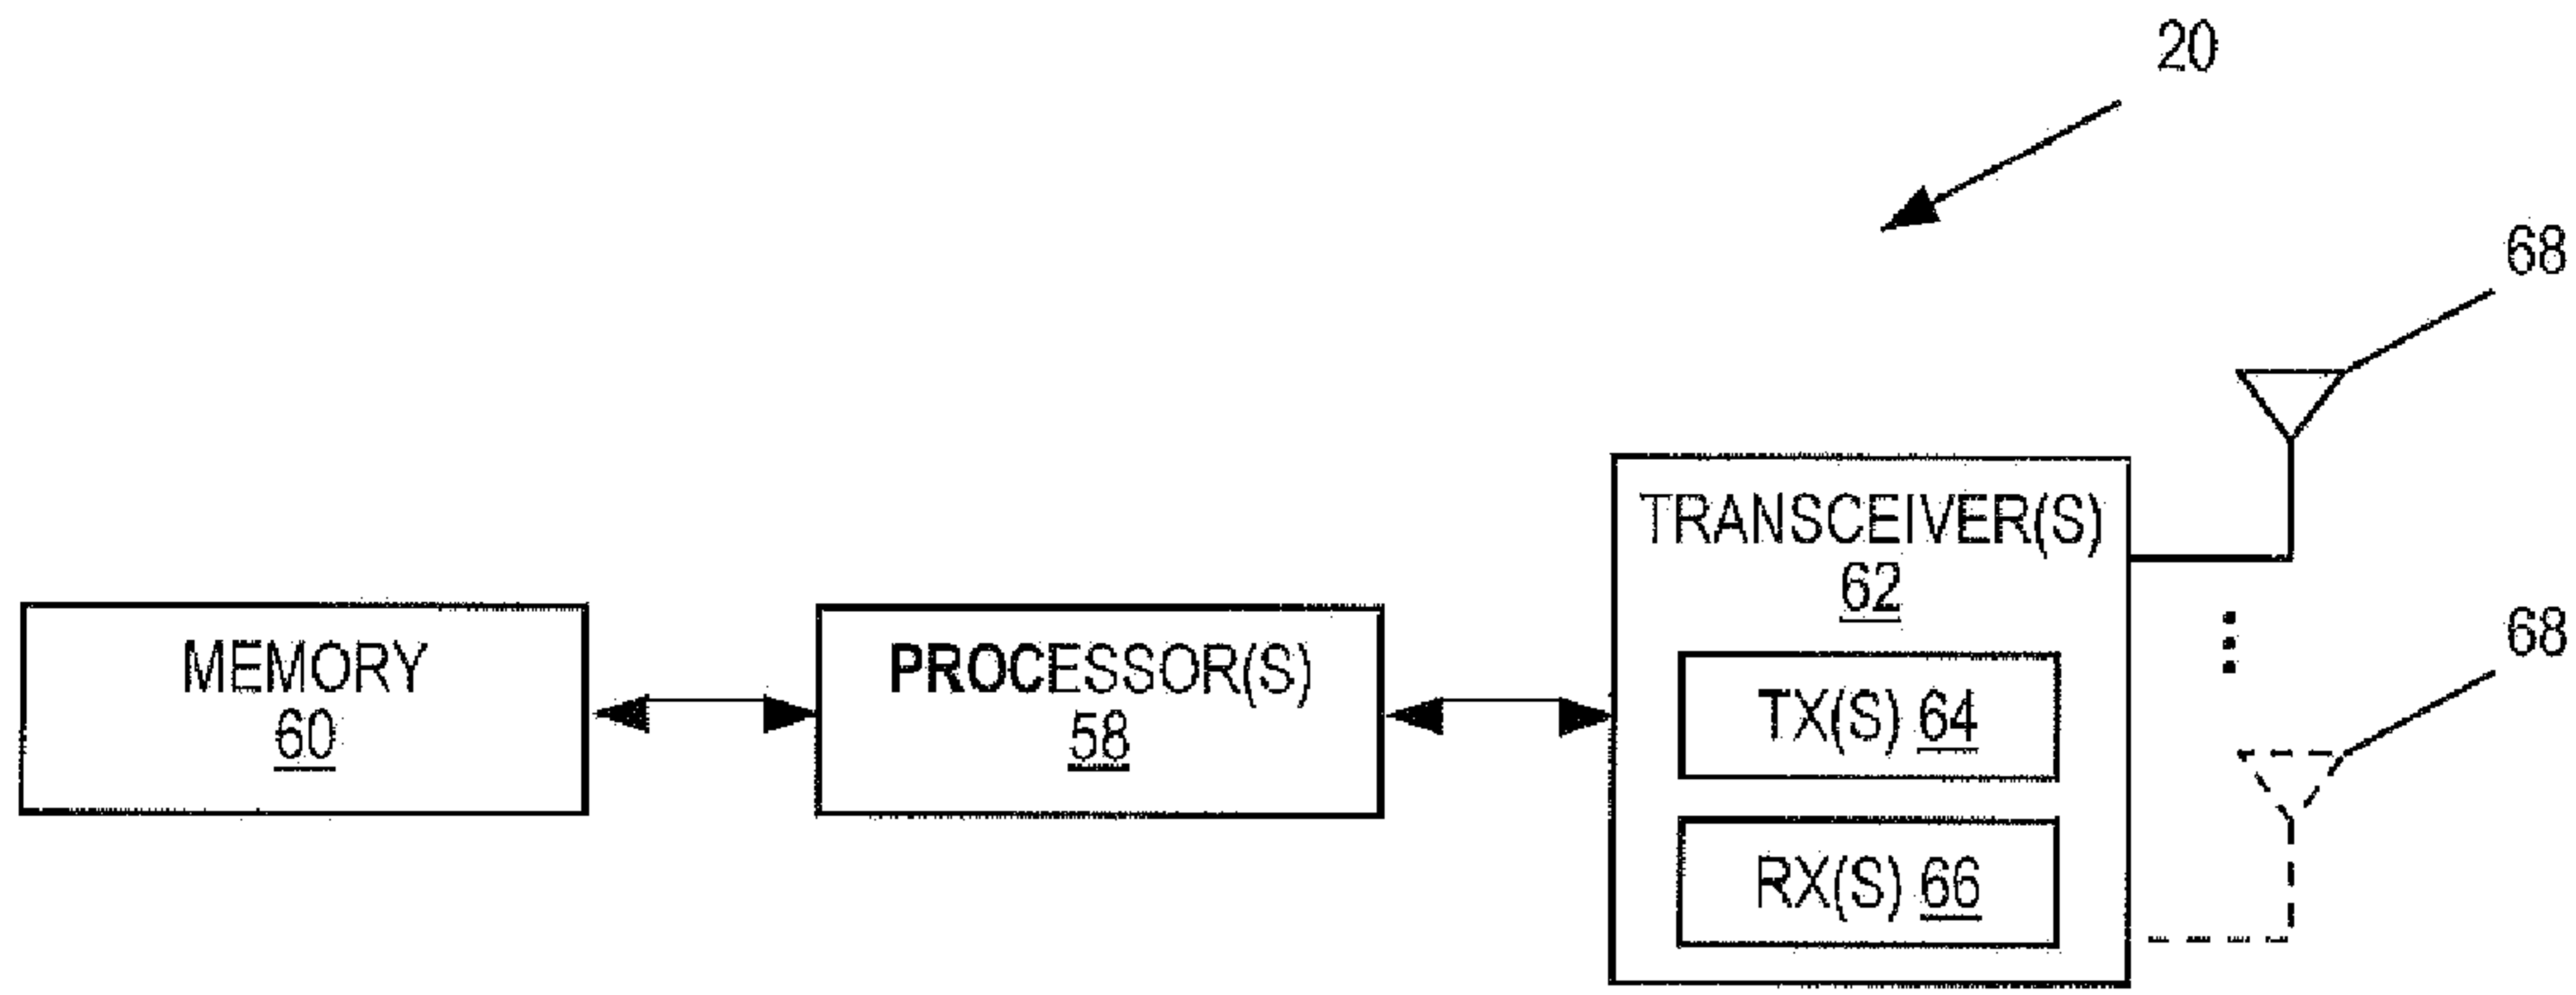 20
68
TRANSCEIVER(S)
62
68
MEMORY
60
PROCESSOR(S)
58
TX(S) 64
RX(S) 66